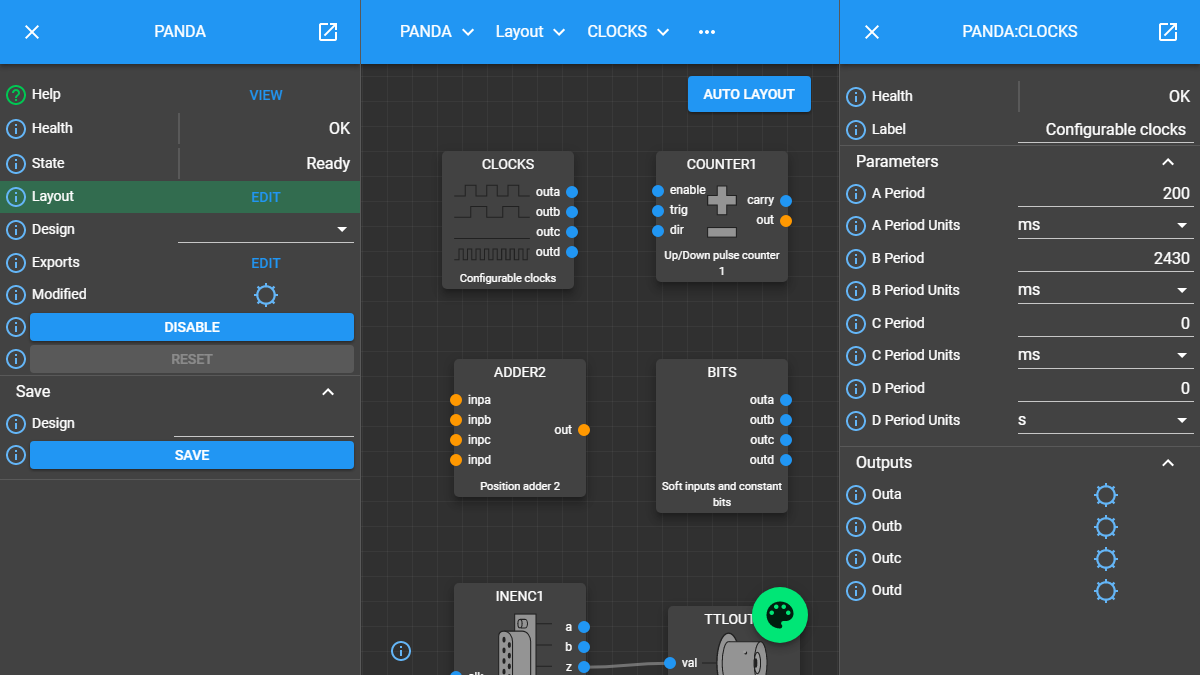 PANDA
Help VIEW
Health OK
State Ready
Layout EDIT
Design
Exports EDIT
Modified
DISABLE
RESET
Save
Design
SAVE
PANDA Layout CLOCKS
AUTO LAYOUT
CLOCKS
outa
outb
outc
outd
Configurable clocks
COUNTER1
enable
trig
dir
carry
out
Up/Down pulse counter
1
ADDER2
inpa
inpb
inpc
inpd
out
Position adder 2
BITS
outa
outb
outc
outd
Soft inputs and constant
bits
INENC1
a
b
z
TTLOUT
val
PANDA:CLOCKS
Health OK
Label Configurable clocks
Parameters
A Period 200
A Period Units ms
B Period 2430
B Period Units ms
C Period 0
C Period Units ms
D Period 0
D Period Units s
Outputs
Outa
Outb
Outc
Outd